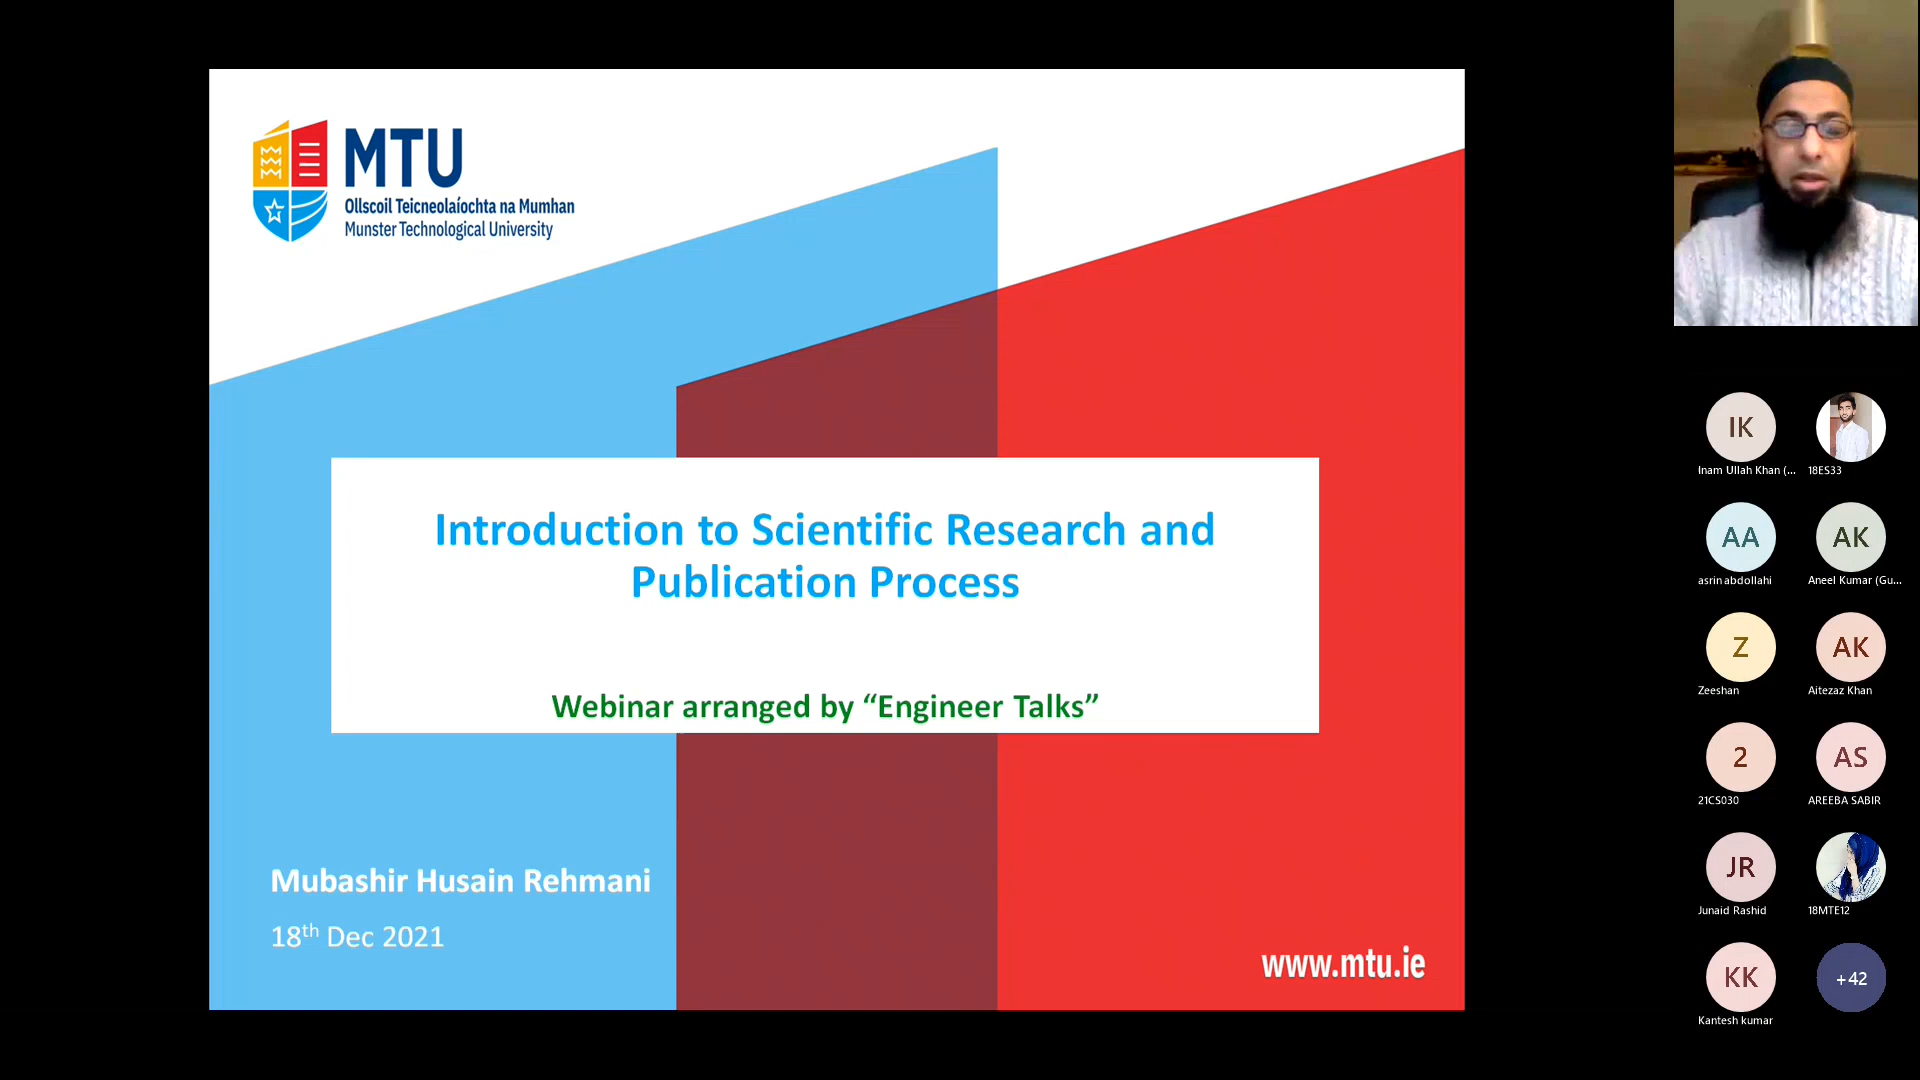 MTU
Ollscoil Teicneolaíochta na Mumhan
Munster Technological University
Introduction to Scientific Research and
Publication Process
Webinar arranged by “Engineer Talks”
Mubashir Husain Rehmani
18th Dec 2021
www.mtu.ie
IK
Inam Ullah Khan (...
18ES33
AA
asrin abdollahi
AK
Aneel Kumar (Gu...
Z
Zeeshan
AK
Aitezaz Khan
2
21CS030
AS
AREEBA SABIR
JR
Junaid Rashid
18MTE12
KK
Kantesh kumar
+42